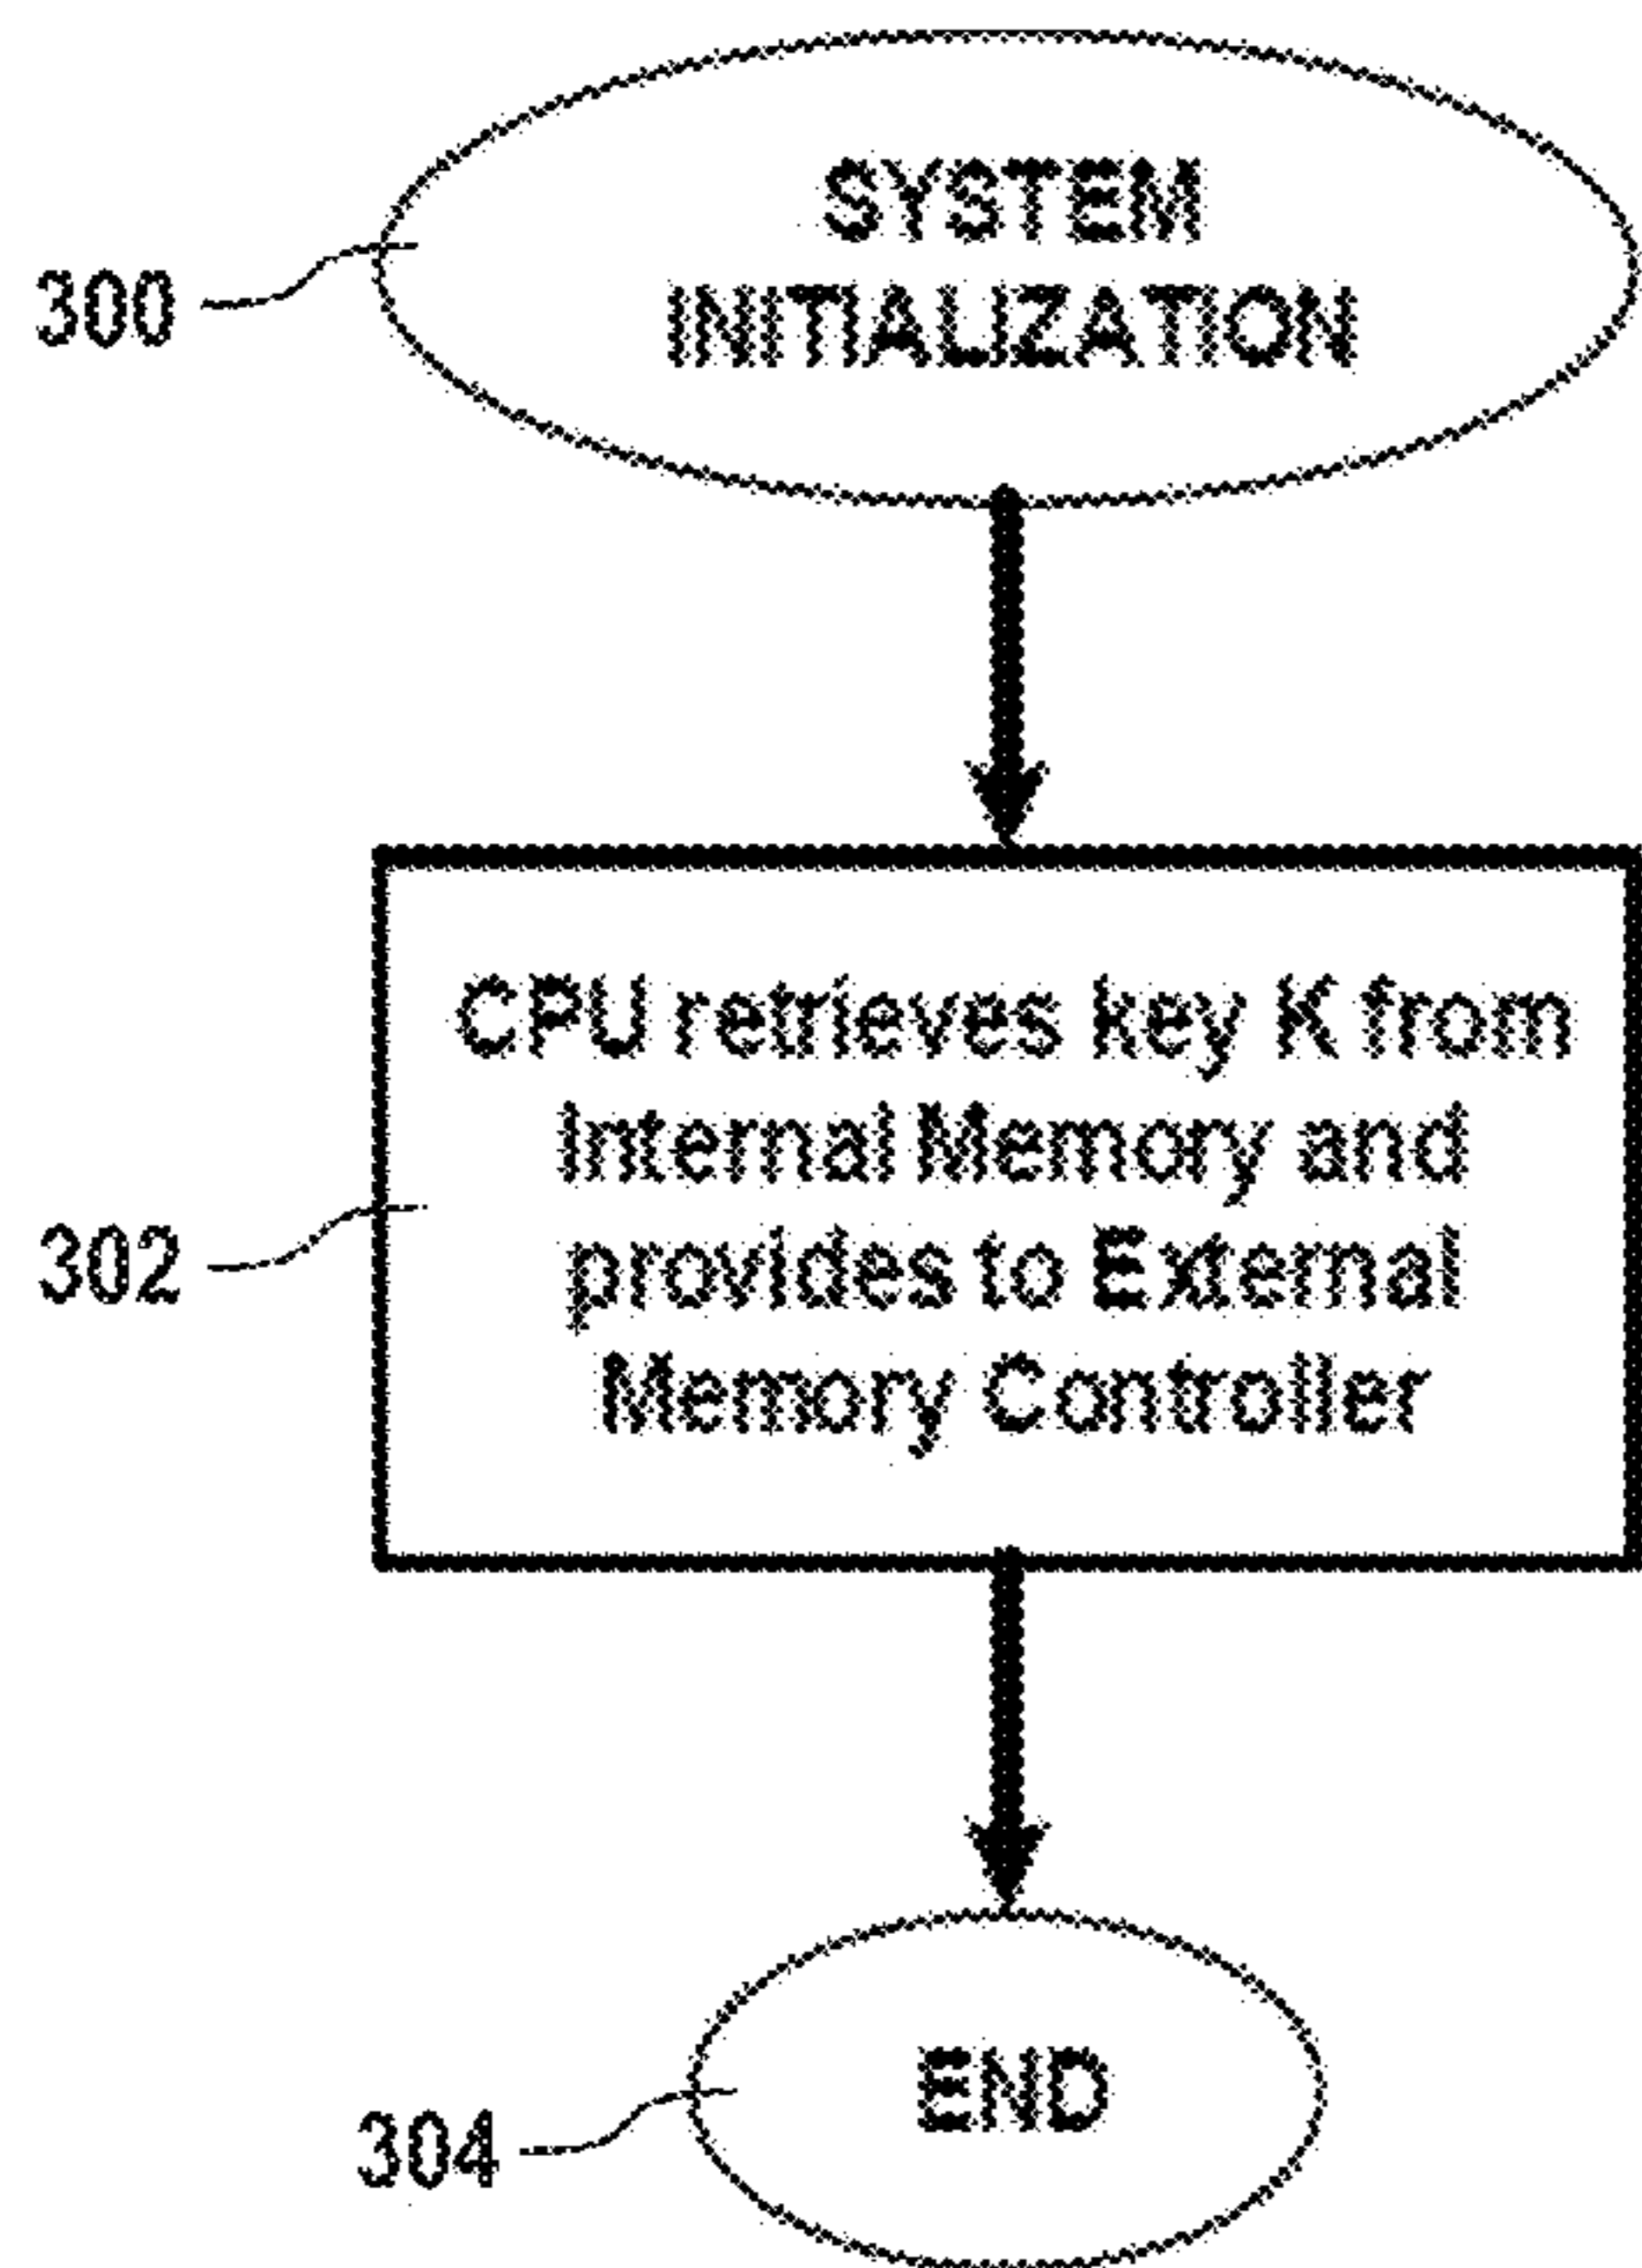 SYSTEM
INITIALIZATION
300
CPU retrieves key K from
Internal Memory and
provides to External
Memory Controller
302
END
304